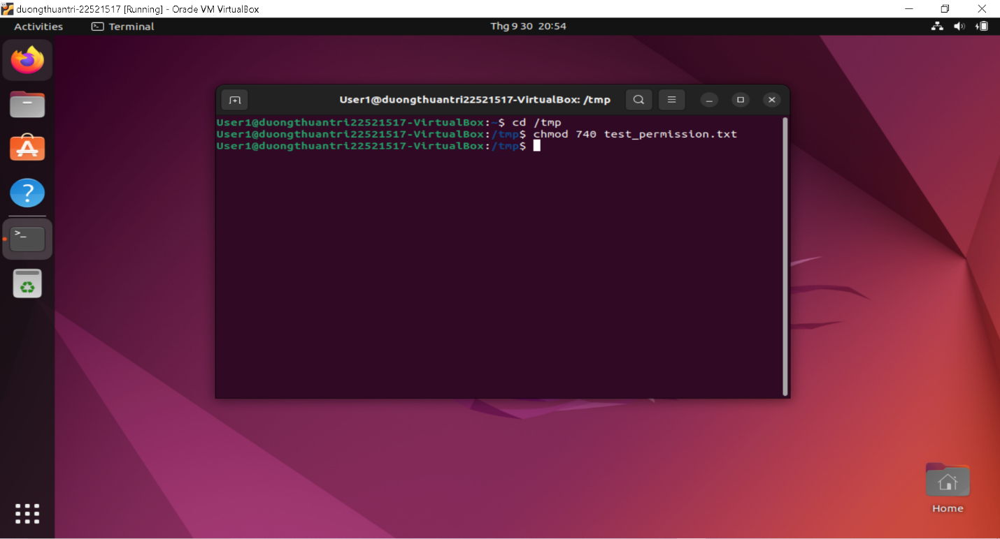 duongthuantri-22521517 [Running] - Oracle VM VirtualBox
Activities Terminal Thg 9 30 20:54
User1@duongthuantri22521517-VirtualBox: /tmp
User1@duongthuantri22521517-VirtualBox:~$ cd /tmp
User1@duongthuantri22521517-VirtualBox:/tmp$ chmod 740 test_permission.txt
User1@duongthuantri22521517-VirtualBox:/tmp$
Home